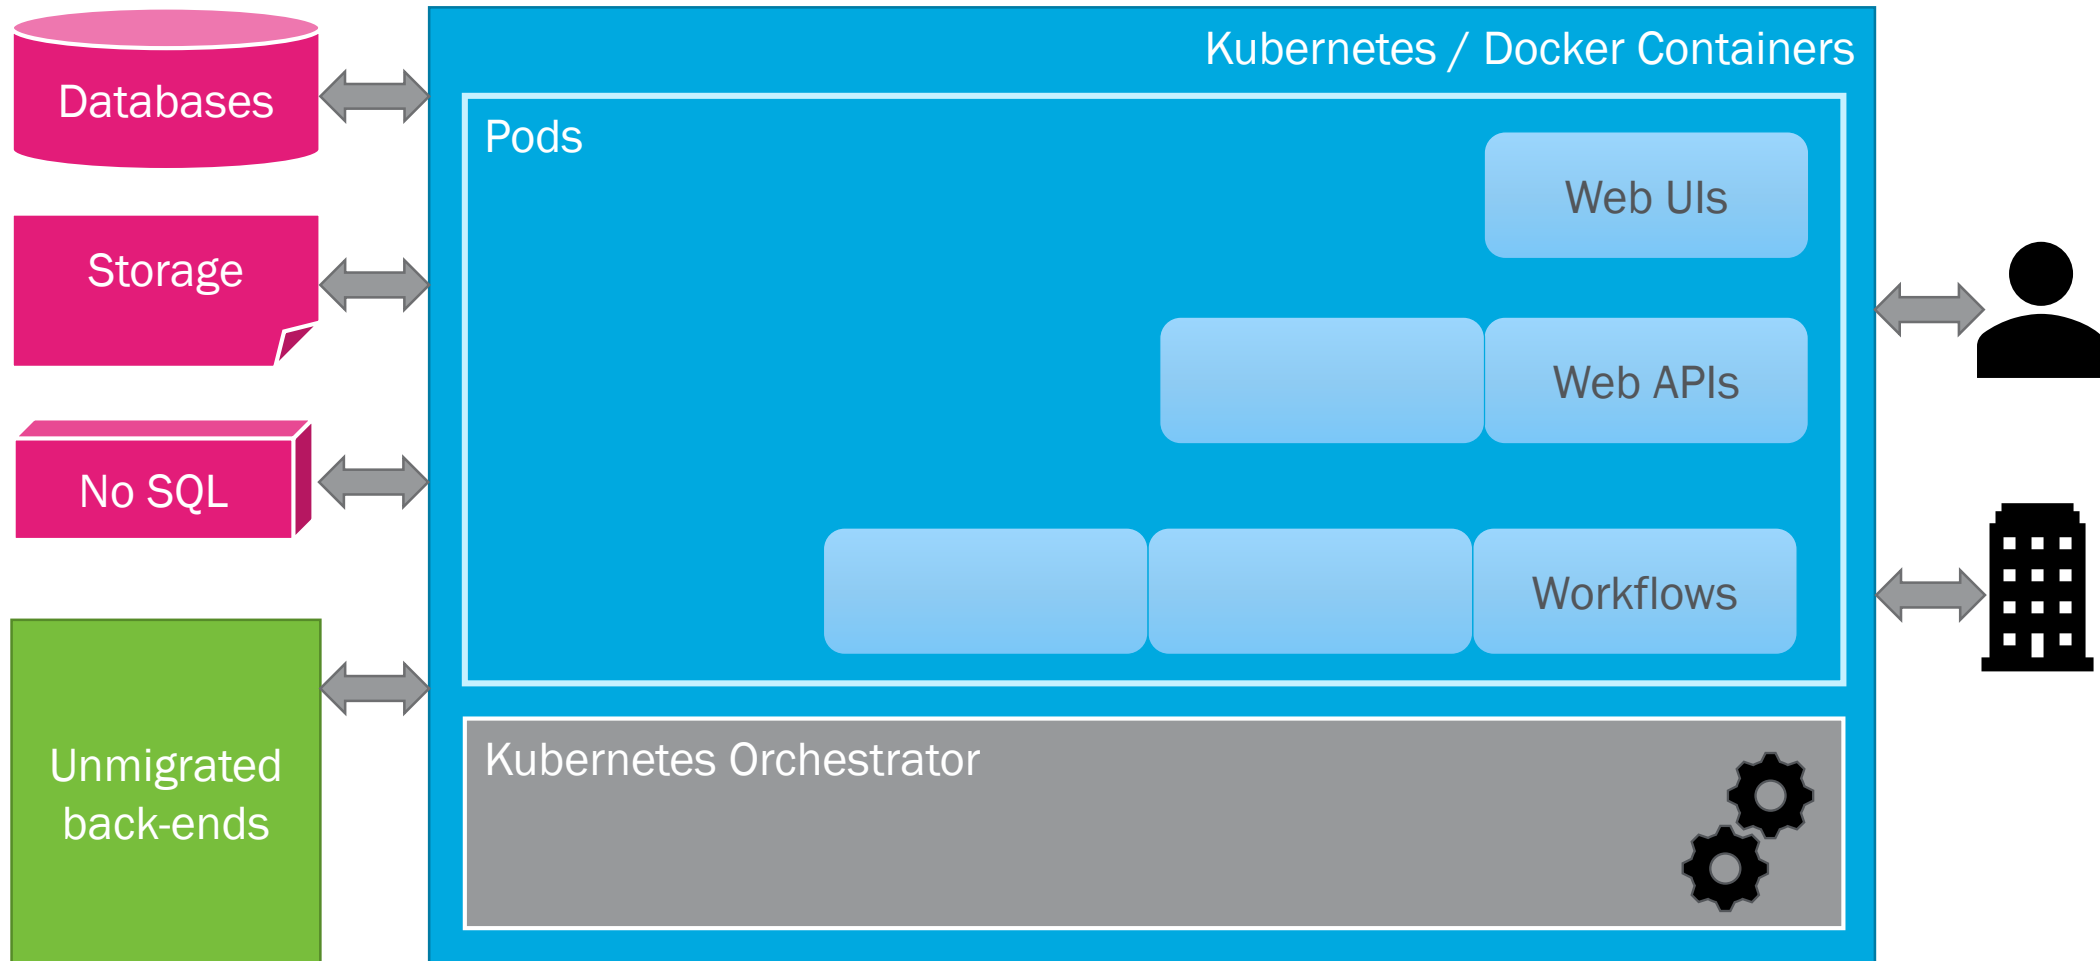 Databases
Storage
No SQL
Unmigrated
back-ends
Kubernetes / Docker Containers
Pods
Web UIs
Web APIs
Workflows
Kubernetes Orchestrator